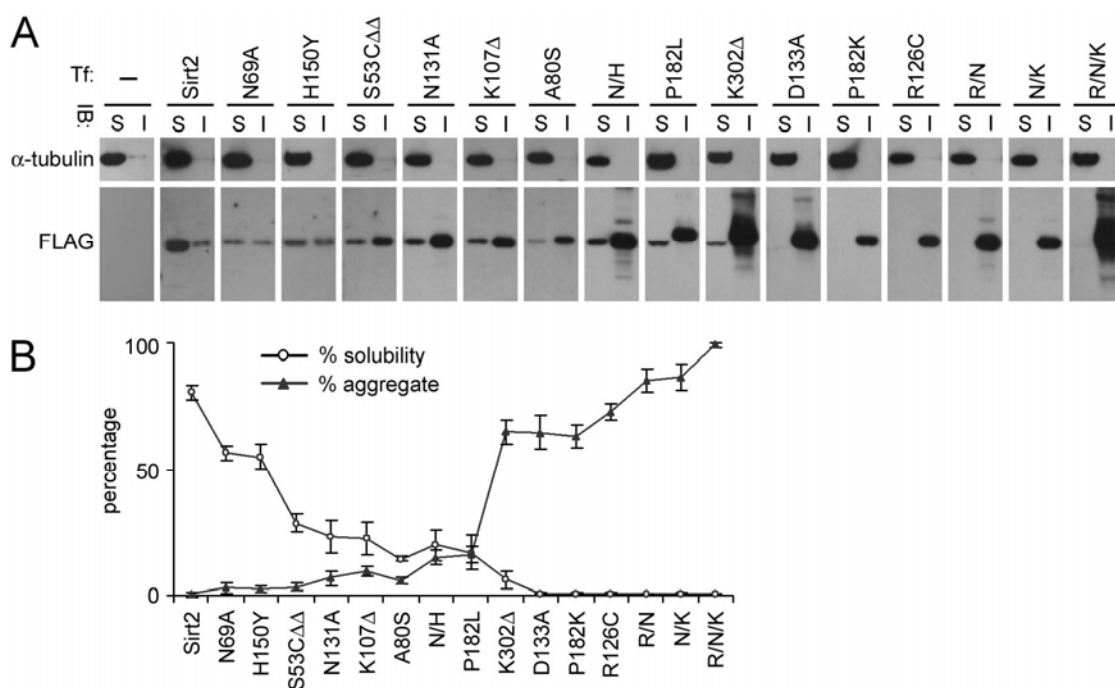 A
Tf: – Sirt2 N69A H150Y S53CΔΔ N131A K107Δ A80S N/H P182L K302Δ D133A P182K R126C R/N N/K R/N/K
IB: S I S I S I S I S I S I S I S I S I S I S I S I S I S I S I S I S I
α-tubulin
FLAG
B
% solubility
% aggregate
percentage
100
50
0
Sirt2 N69A H150Y S53CΔΔ N131A K107Δ A80S N/H P182L K302Δ D133A P182K R126C R/N N/K R/N/K